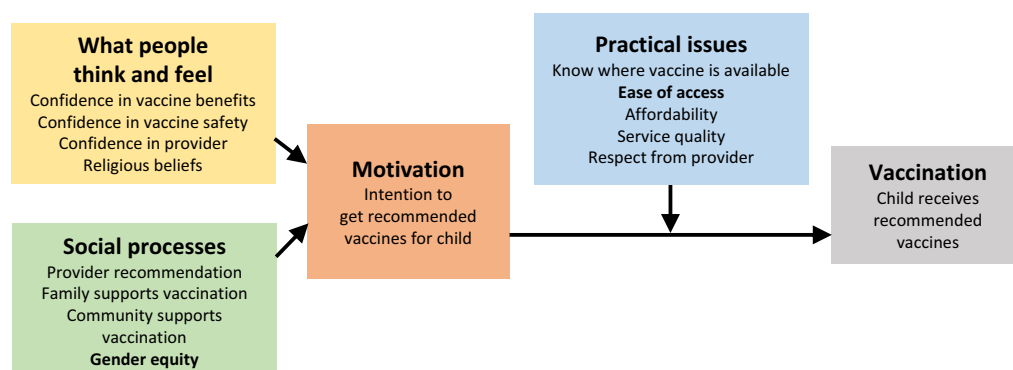 What people
think and feel
Confidence in vaccine benefits
Confidence in vaccine safety
Confidence in provider
Religious beliefs
Social processes
Provider recommendation
Family supports vaccination
Community supports
vaccination
Gender equity
Motivation
Intention to
get recommended
vaccines for child
Practical issues
Know where vaccine is available
Ease of access
Affordability
Service quality
Respect from provider
Vaccination
Child receives
recommended
vaccines